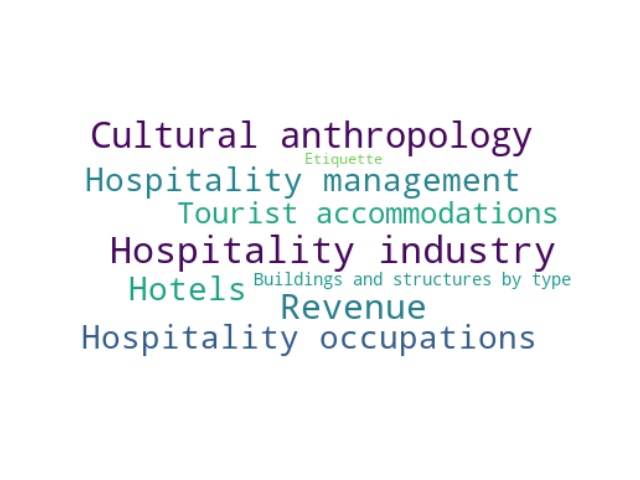 Cultural anthropology
Etiquette
Hospitality management
Tourist accommodations
Hospitality industry
Buildings and structures by type
Hotels
Revenue
Hospitality occupations